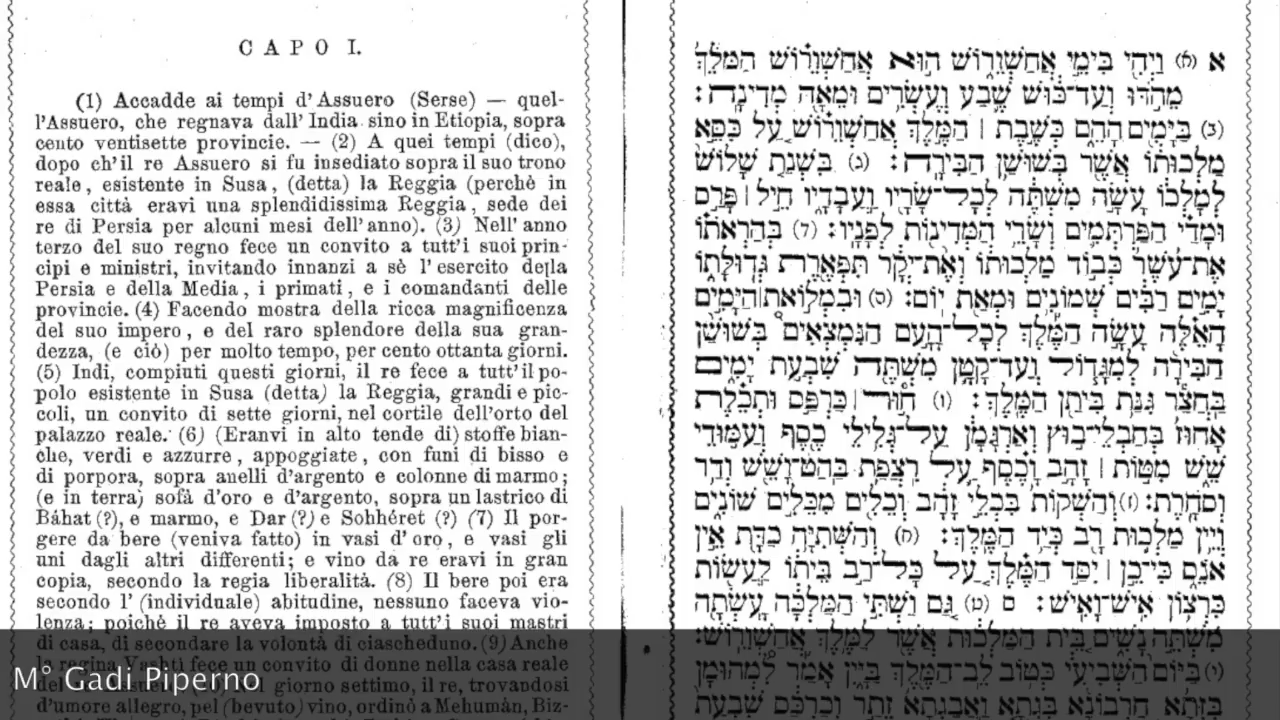 CAPO I.
(1) Accadde ai tempi d'Assuero (Serse) — quel-
l'Assuero, che regnava dall' India sino in Etiopia, sopra
cento ventisette provincie. — (2) A quei tempi (dico),
dopo ch'il re Assuero si fu insediato sopra il suo trono
reale, esistente in Susa, (detta) la Reggia (perchè in
essa città eravi una splendidissima Reggia, sede dei
re di Persia per alcuni mesi dell'anno). (3) Nell' anno
terzo del suo regno fece un convito a tutt'i suoi prin-
cipi e ministri, invitando innanzi a sè l'esercito della
Persia e della Media, i primati, e i comandanti delle
provincie. (4) Facendo mostra della ricca magnificenza
del suo impero, e del raro splendore della sua gran-
dezza, (e ciò) per molto tempo, per cento ottanta giorni.
(5) Indi, compiuti questi giorni, il re fece a tutt'il po-
polo esistente in Susa (detta) la Reggia, grandi e pic-
coli, un convito di sette giorni, nel cortile dell'orto del
palazzo reale. (6) (Eranvi in alto tende di) stoffe bian-
che, verdi e azzurre, appoggiate, con funi di bisso e
di porpora, sopra anelli d'argento e colonne di marmo;
(e in terra) sofà d'oro e d'argento, sopra un lastrico di
Báhat (?), e marmo, e Dar (?) e Sohhéret (?) (7) Il por-
gere da bere (veniva fatto) in vasi d' oro, e vasi gli
uni dagli altri differenti; e vino da re eravi in gran
copia, secondo la regia liberalità. (8) Il bere poi era
secondo l' (individuale) abitudine, nessuno faceva vio-
lenza; poichè il re aveva imposto a tutt'i suoi mastri
di casa, di secondare la volontà di ciascheduno. (9) Anche
la regina Vashti fece un convito di donne nella casa reale
giorno settimo, il re, trovandosi
d'umore allegro, pel (bevuto) vino, ordinò a Mehumàn, Biz-
א (א) וַיְהִי בִּימֵי אֲחַשְׁוֵרוֹשׁ הוּא אֲחַשְׁוֵרוֹשׁ הַמֹּלֵךְ
מֵהֹדּוּ וְעַד־כּוּשׁ שֶׁבַע וְעֶשְׂרִים וּמֵאָה מְדִינָה׃
(ב) בַּיָּמִים הָהֵם כְּשֶׁבֶת ׀ הַמֶּלֶךְ אֲחַשְׁוֵרוֹשׁ עַל כִּסֵּא
מַלְכוּתוֹ אֲשֶׁר בְּשׁוּשַׁן הַבִּירָה׃ (ג) בִּשְׁנַת שָׁלוֹשׁ
לְמָלְכוֹ עָשָׂה מִשְׁתֶּה לְכָל־שָׂרָיו וַעֲבָדָיו חֵיל ׀ פָּרַס
וּמָדַי הַפַּרְתְּמִים וְשָׂרֵי הַמְּדִינוֹת לְפָנָיו׃ (ד) בְּהַרְאֹתוֹ
אֶת־עֹשֶׁר כְּבוֹד מַלְכוּתוֹ וְאֶת־יְקָר תִּפְאֶרֶת גְּדוּלָּתוֹ
יָמִים רַבִּים שְׁמוֹנִים וּמְאַת יוֹם׃ (ה) וּבִמְלוֹאת ׀ הַיָּמִים
הָאֵלֶּה עָשָׂה הַמֶּלֶךְ לְכָל־הָעָם הַנִּמְצְאִים בְּשׁוּשַׁן
הַבִּירָה לְמִגָּדוֹל וְעַד־קָטָן מִשְׁתֶּה שִׁבְעַת יָמִים
בַּחֲצַר גִּנַּת בִּיתַן הַמֶּלֶךְ׃ (ו) חוּר ׀ כַּרְפַּס וּתְכֵלֶת
אָחוּז בְּחַבְלֵי־בוּץ וְאַרְגָּמָן עַל־גְּלִילֵי כֶסֶף וְעַמּוּדֵי
שֵׁשׁ מִטּוֹת ׀ זָהָב וָכֶסֶף עַל רִצְפַת בַּהַט־וָשֵׁשׁ וְדַר
וְסֹחָרֶת׃ (ז) וְהַשְׁקוֹת בִּכְלֵי זָהָב וְכֵלִים מִכֵּלִים שׁוֹנִים
וְיֵין מַלְכוּת רָב כְּיַד הַמֶּלֶךְ׃ (ח) וְהַשְּׁתִיָּה כַדָּת אֵין
אֹנֵס כִּי־כֵן ׀ יִסַּד הַמֶּלֶךְ עַל כָּל־רַב בֵּיתוֹ לַעֲשׂוֹת
כִּרְצוֹן אִישׁ־וָאִישׁ׃ ס (ט) גַּם וַשְׁתִּי הַמַּלְכָּה עָשְׂתָה
מִשְׁתֵּה נָשִׁים בֵּית הַמַּלְכוּת אֲשֶׁר לַמֶּלֶךְ אֲחַשְׁוֵרוֹשׁ׃
(י) בַּיּוֹם הַשְּׁבִיעִי כְּטוֹב לֵב־הַמֶּלֶךְ בַּיָּיִן אָמַר לִמְהוּמָן
בִּזְּתָא חַרְבוֹנָא בִּגְתָא וַאֲבַגְתָא זֵתַר וְכַרְכַּס שִׁבְעַת
M° Gadi Piperno